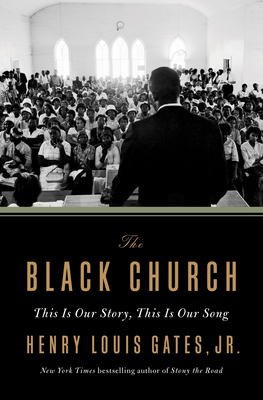 The
BLACK CHURCH
This Is Our Story, This Is Our Song
HENRY LOUIS GATES, JR.
New York Times bestselling author of Stony the Road